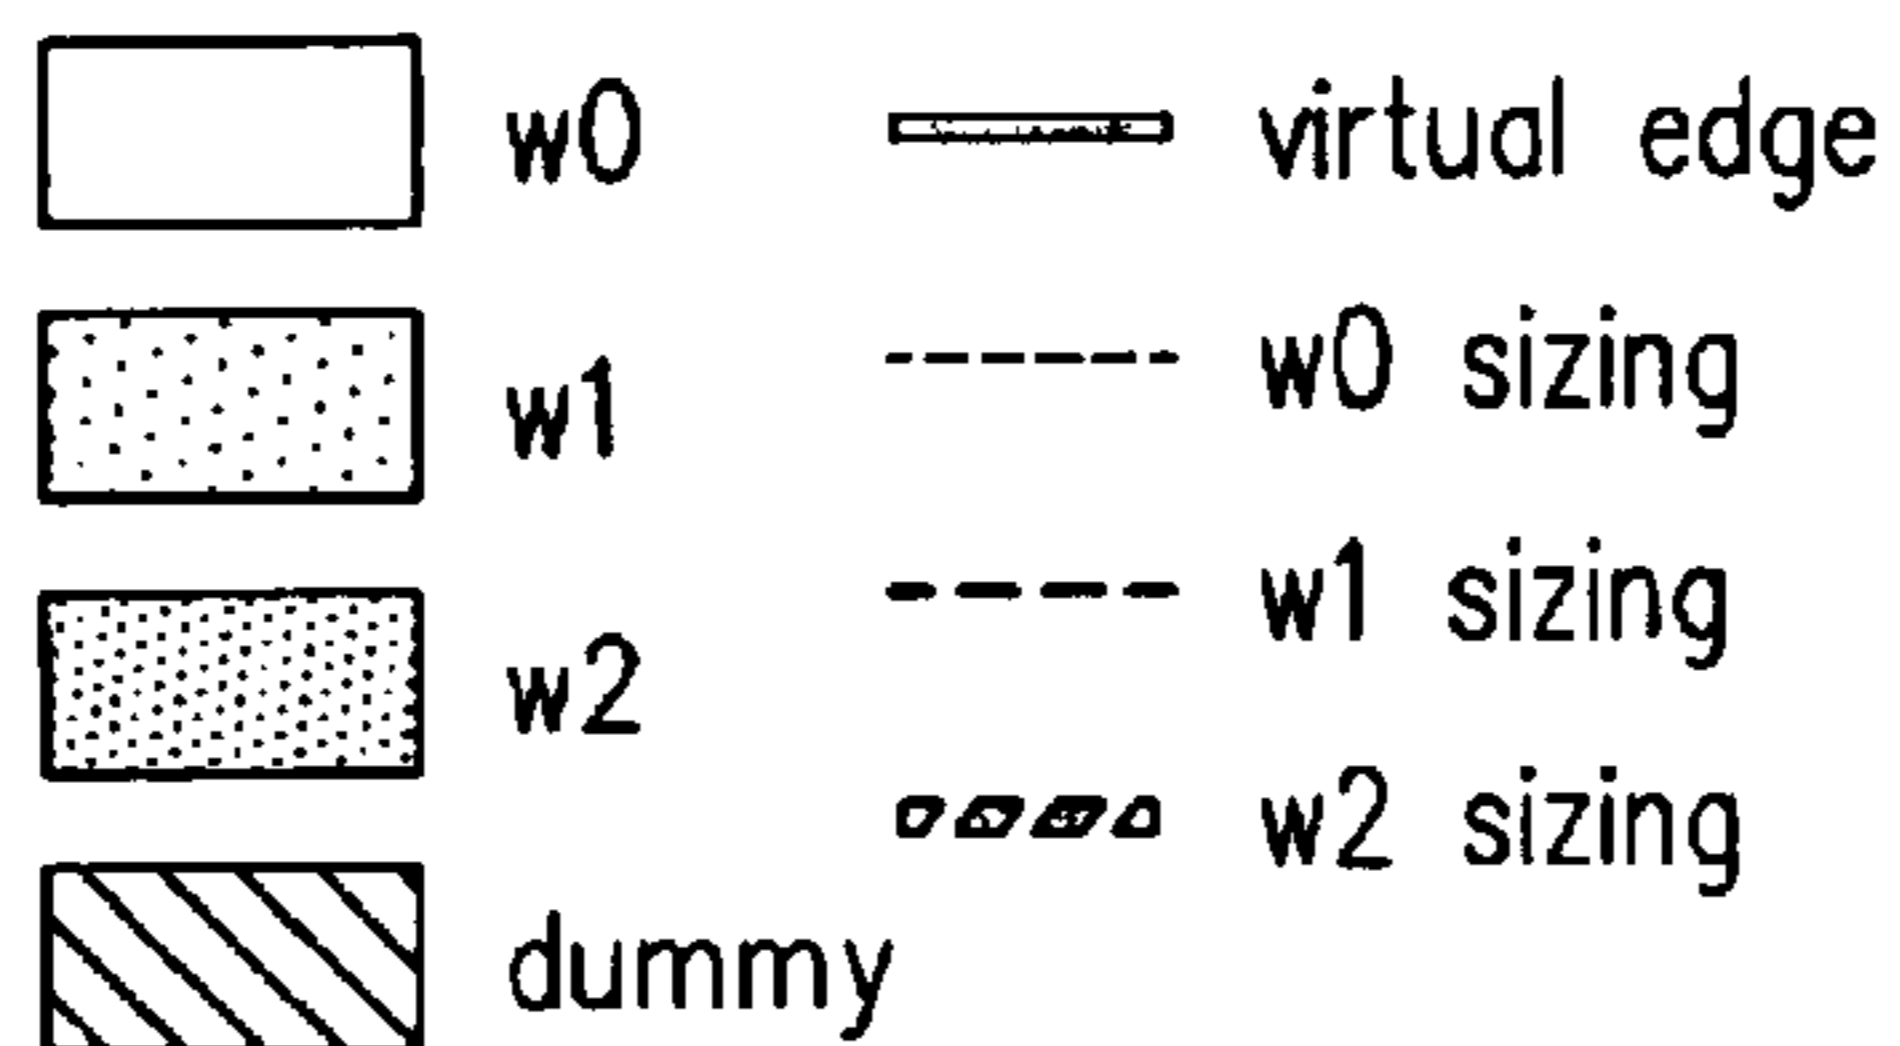 w0
w1
w2
dummy
virtual edge
w0 sizing
w1 sizing
w2 sizing